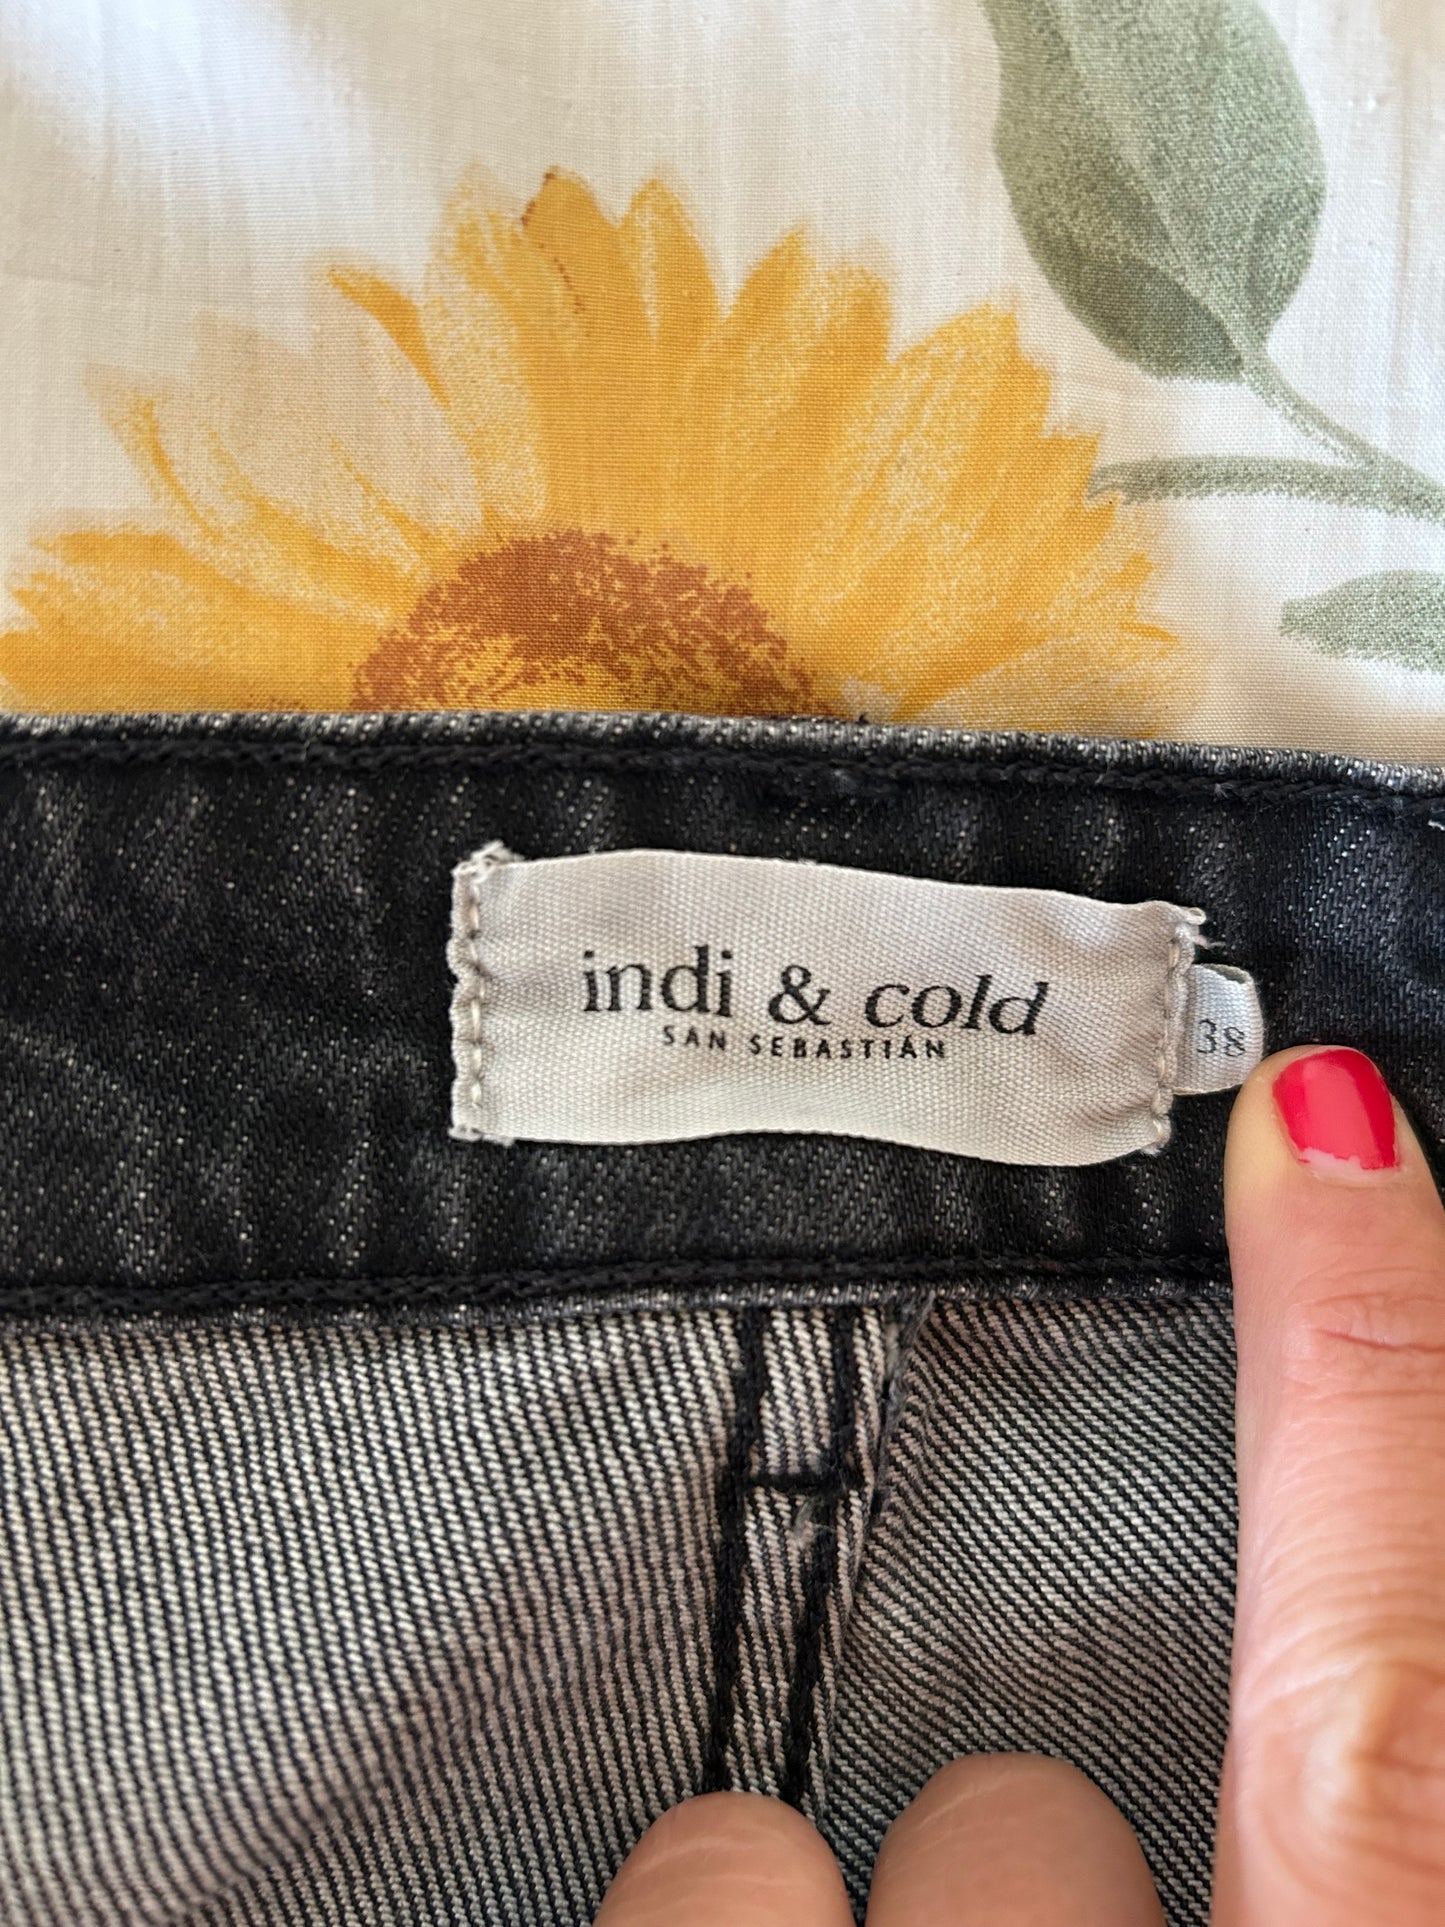 indi & cold
SAN SEBASTIÁN
38